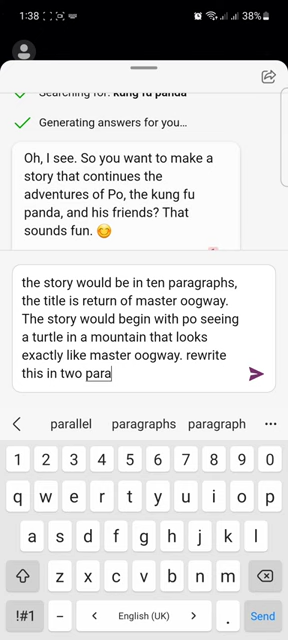 1:38
38%
Searching for: kung fu panda
Generating answers for you...
Oh, I see. So you want to make a
story that continues the
adventures of Po, the kung fu
panda, and his friends? That
sounds fun.
the story would be in ten paragraphs,
the title is return of master oogway.
The story would begin with po seeing
a turtle in a mountain that looks
exactly like master oogway. rewrite
this in two para
parallel paragraphs paragraph
1 2 3 4 5 6 7 8 9 0
q w e r t y u i o p
a s d f g h j k l
z x c v b n m
!#1 - English (UK) . Send